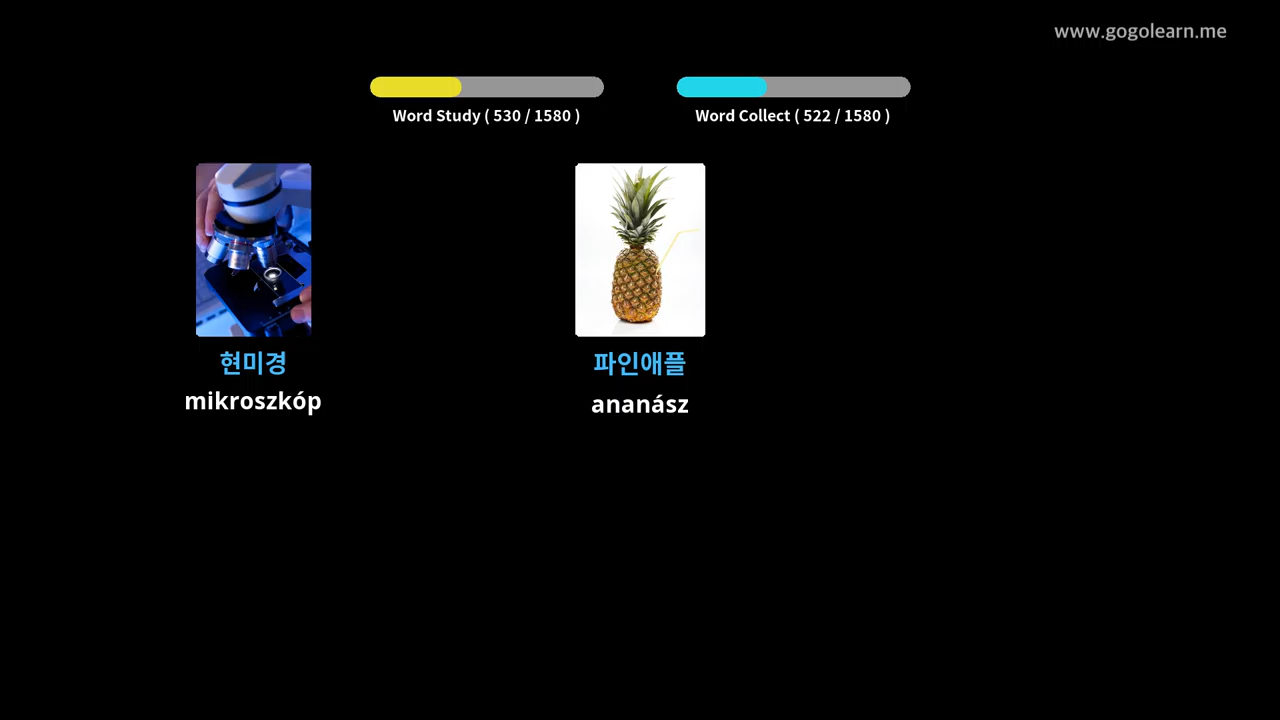 www.gogolearn.me
Word Study ( 530 / 1580 )
Word Collect ( 522 / 1580 )
현미경
mikroszkóp
파인애플
ananász